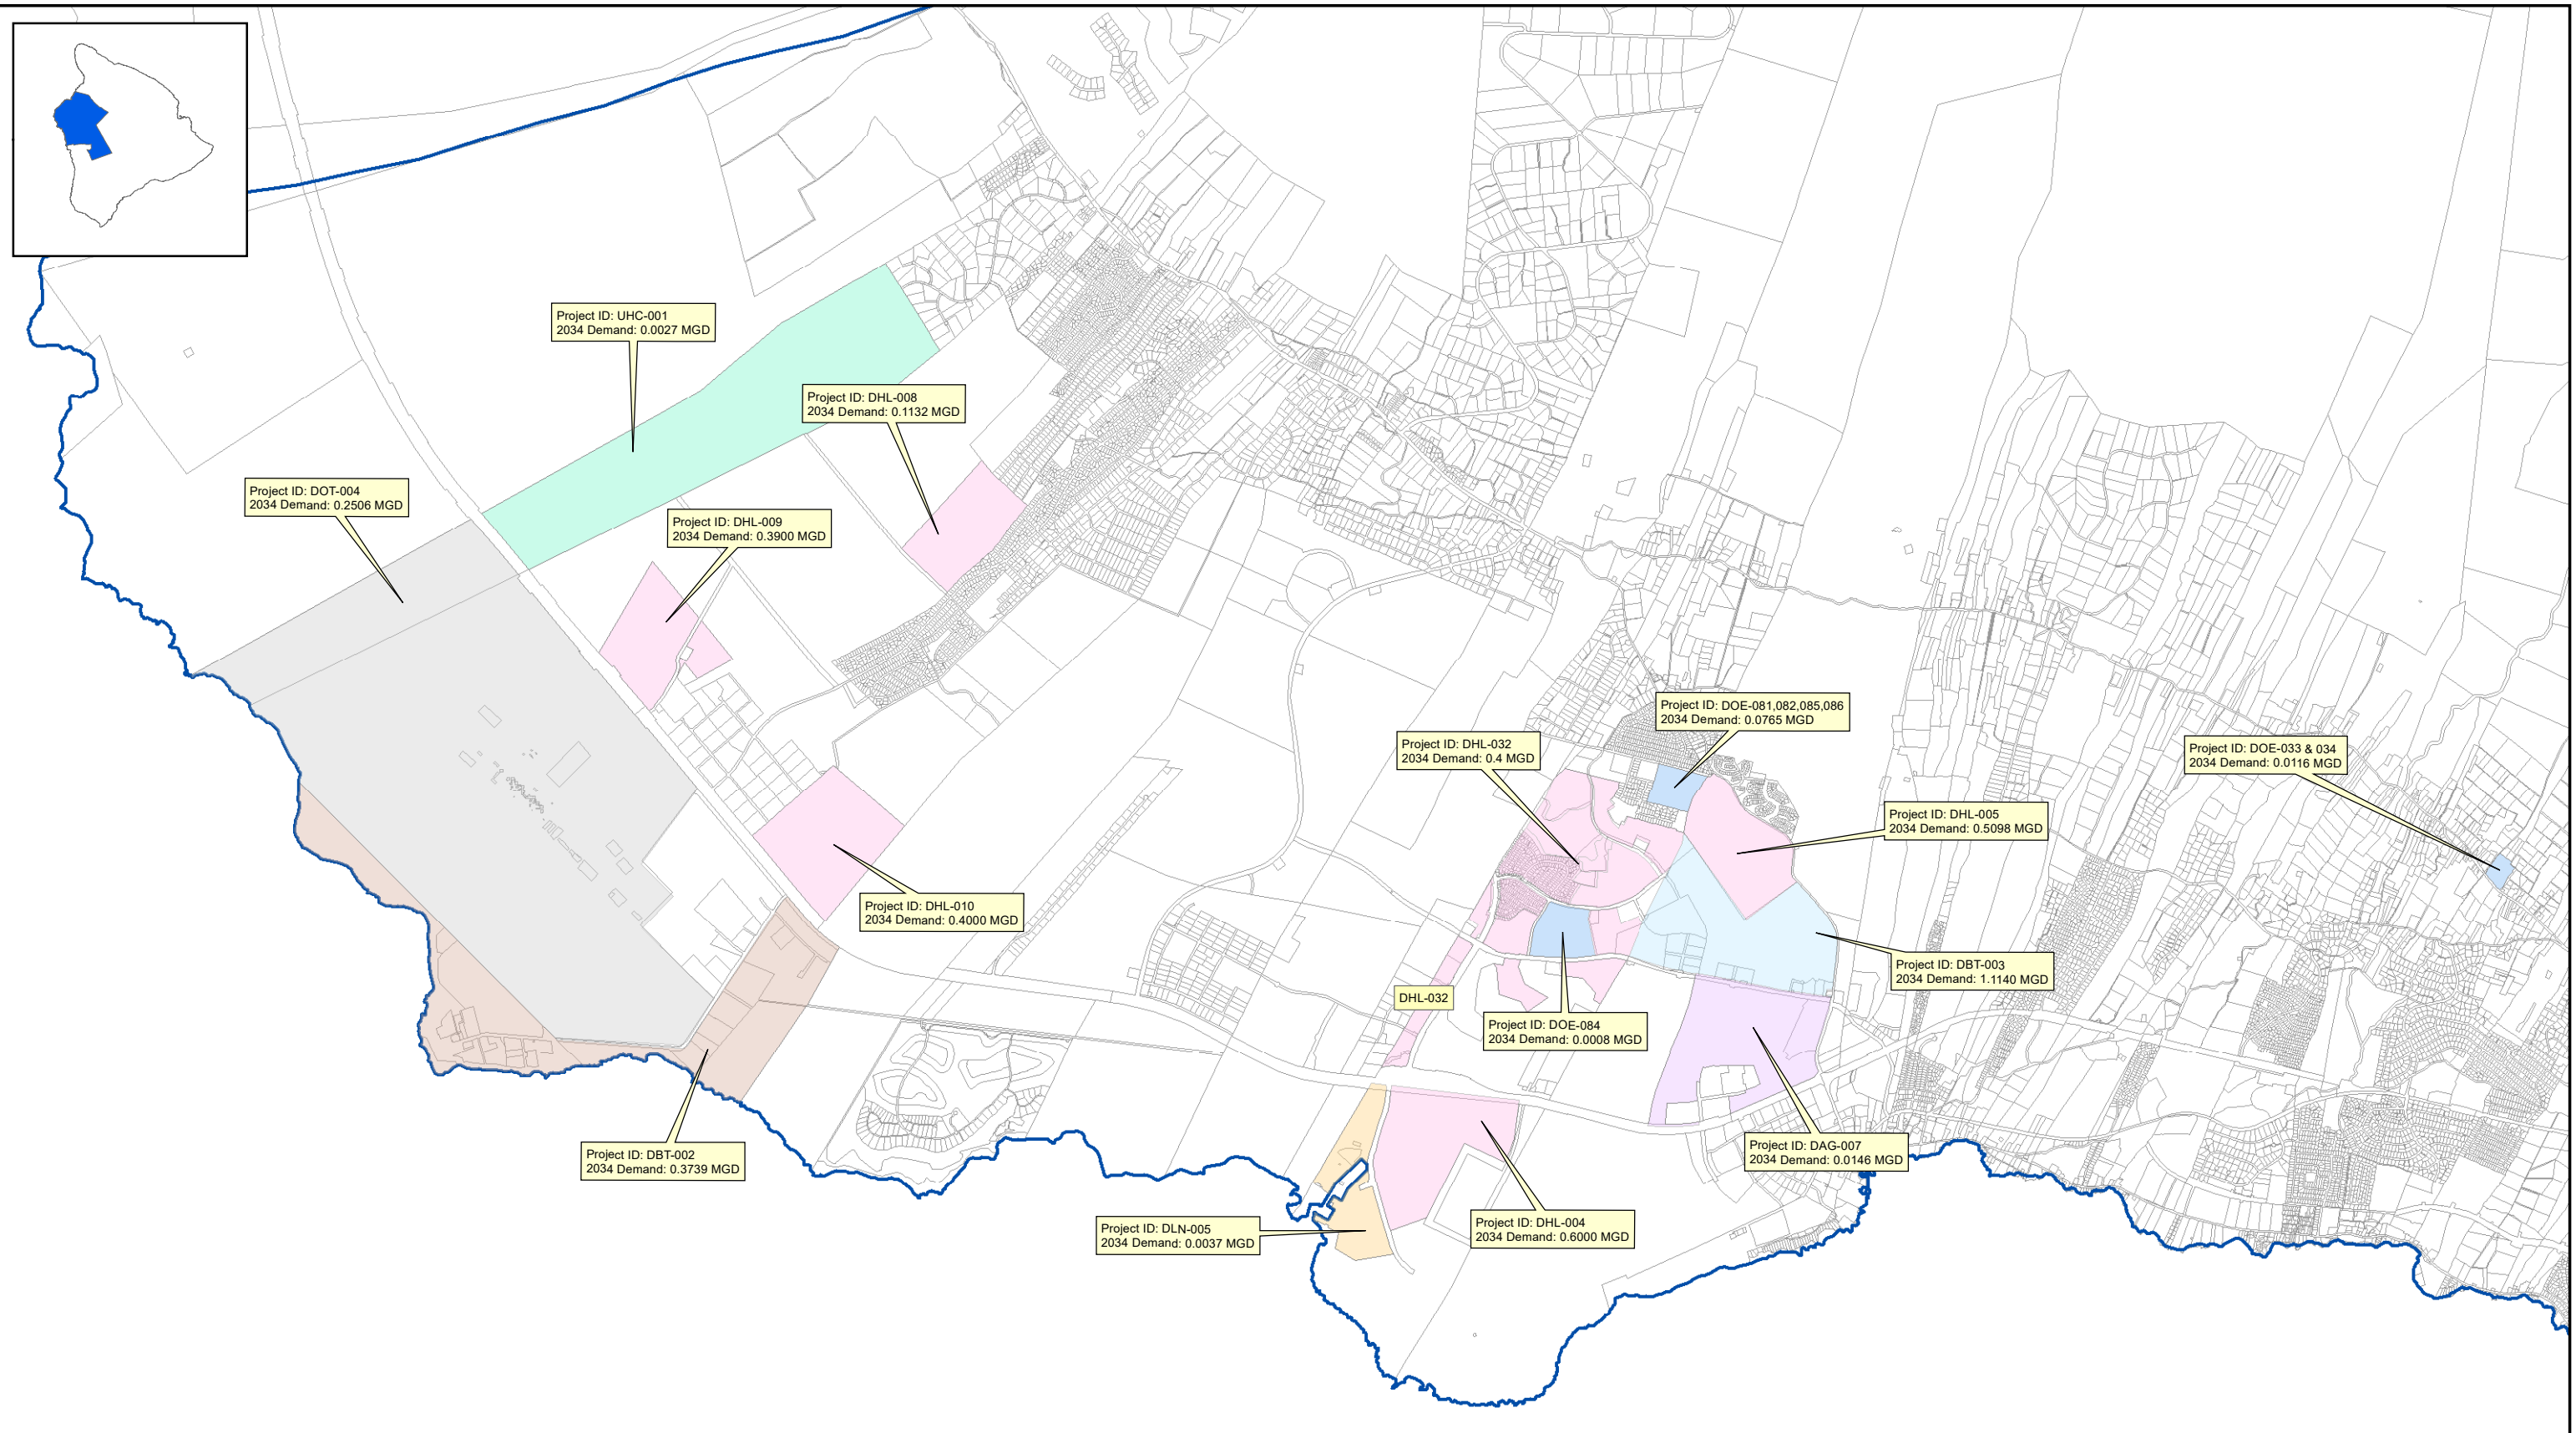 Project ID: UHC-001
2034 Demand: 0.0027 MGD
Project ID: DHL-008
2034 Demand: 0.1132 MGD
Project ID: DOT-004
2034 Demand: 0.2506 MGD
Project ID: DHL-009
2034 Demand: 0.3900 MGD
Project ID: DOE-081,082,085,086
2034 Demand: 0.0765 MGD
Project ID: DHL-032
2034 Demand: 0.4 MGD
Project ID: DOE-033 & 034
2034 Demand: 0.0116 MGD
Project ID: DHL-005
2034 Demand: 0.5098 MGD
Project ID: DHL-010
2034 Demand: 0.4000 MGD
Project ID: DBT-003
2034 Demand: 1.1140 MGD
DHL-032
Project ID: DOE-084
2034 Demand: 0.0008 MGD
Project ID: DBT-002
2034 Demand: 0.3739 MGD
Project ID: DAG-007
2034 Demand: 0.0146 MGD
Project ID: DLN-005
2034 Demand: 0.0037 MGD
Project ID: DHL-004
2034 Demand: 0.6000 MGD